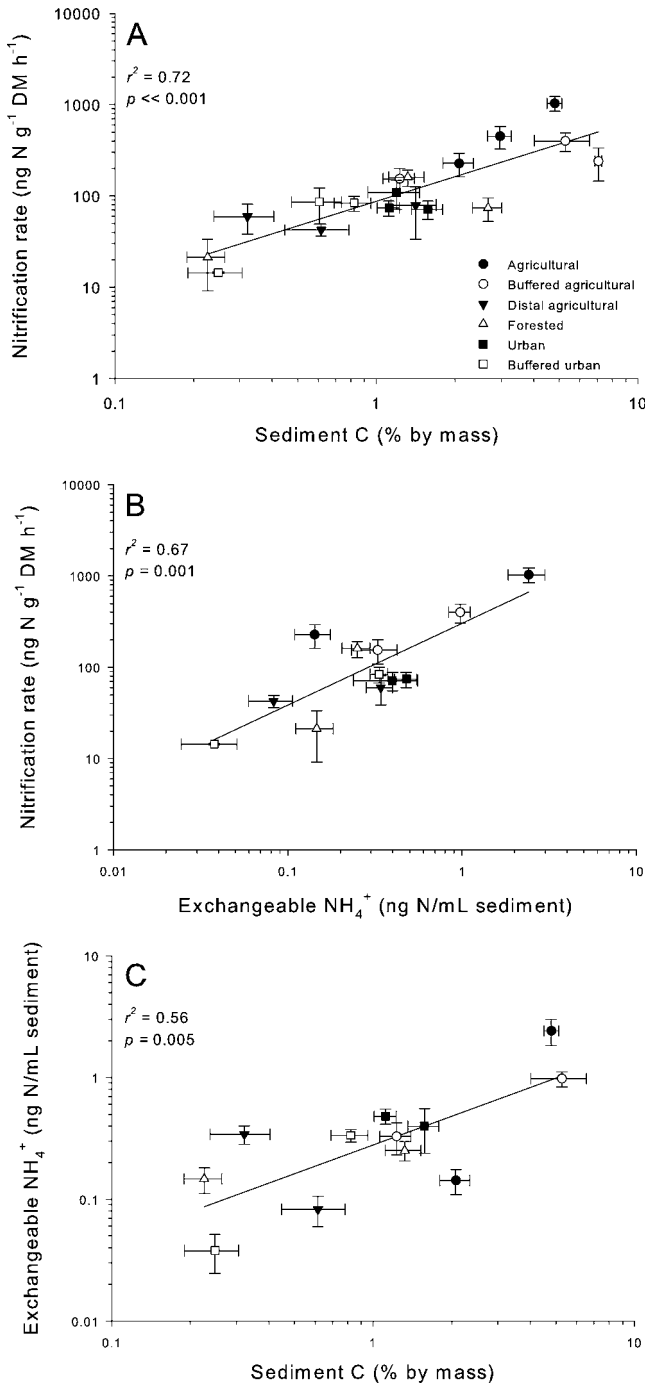 A
r² = 0.72
p << 0.001
Nitrification rate (ng N g⁻¹ DM h⁻¹)
10000
1000
100
10
1
Agricultural
Buffered agricultural
Distal agricultural
Forested
Urban
Buffered urban
0.1
1
10
Sediment C (% by mass)
B
r² = 0.67
p = 0.001
Nitrification rate (ng N g⁻¹ DM h⁻¹)
10000
1000
100
10
1
0.01
0.1
1
10
Exchangeable NH₄⁺ (ng N/mL sediment)
C
r² = 0.56
p = 0.005
Exchangeable NH₄⁺ (ng N/mL sediment)
10
1
0.1
0.01
0.1
1
10
Sediment C (% by mass)